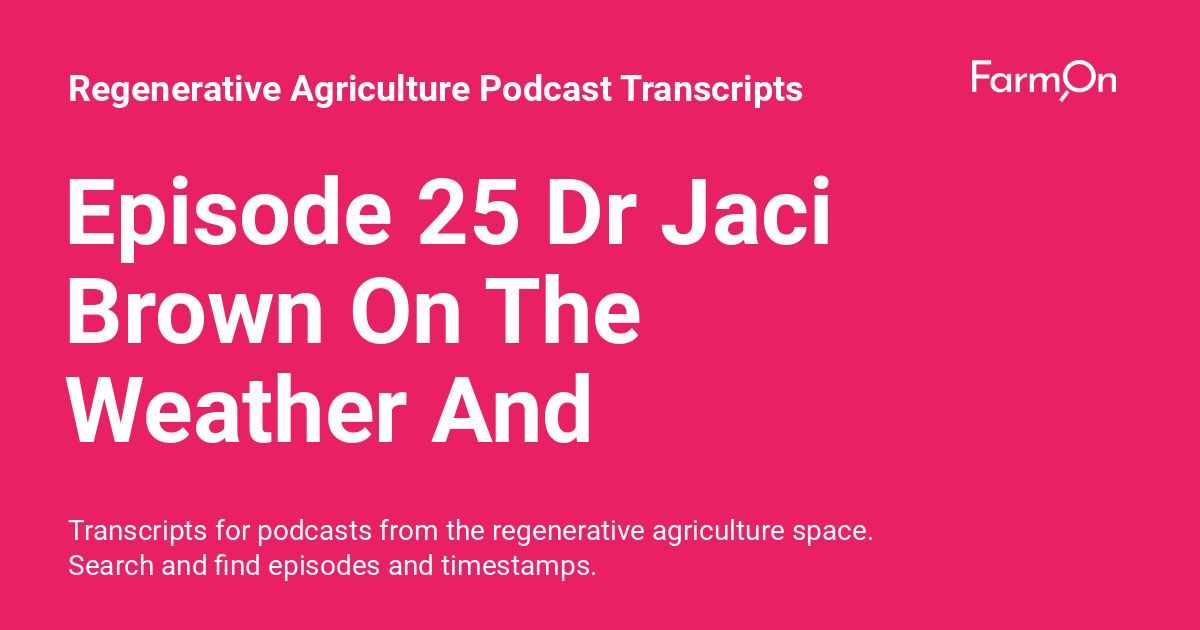 Regenerative Agriculture Podcast Transcripts
FarmOn
Episode 25 Dr Jaci
Brown On The
Weather And
Transcripts for podcasts from the regenerative agriculture space.
Search and find episodes and timestamps.